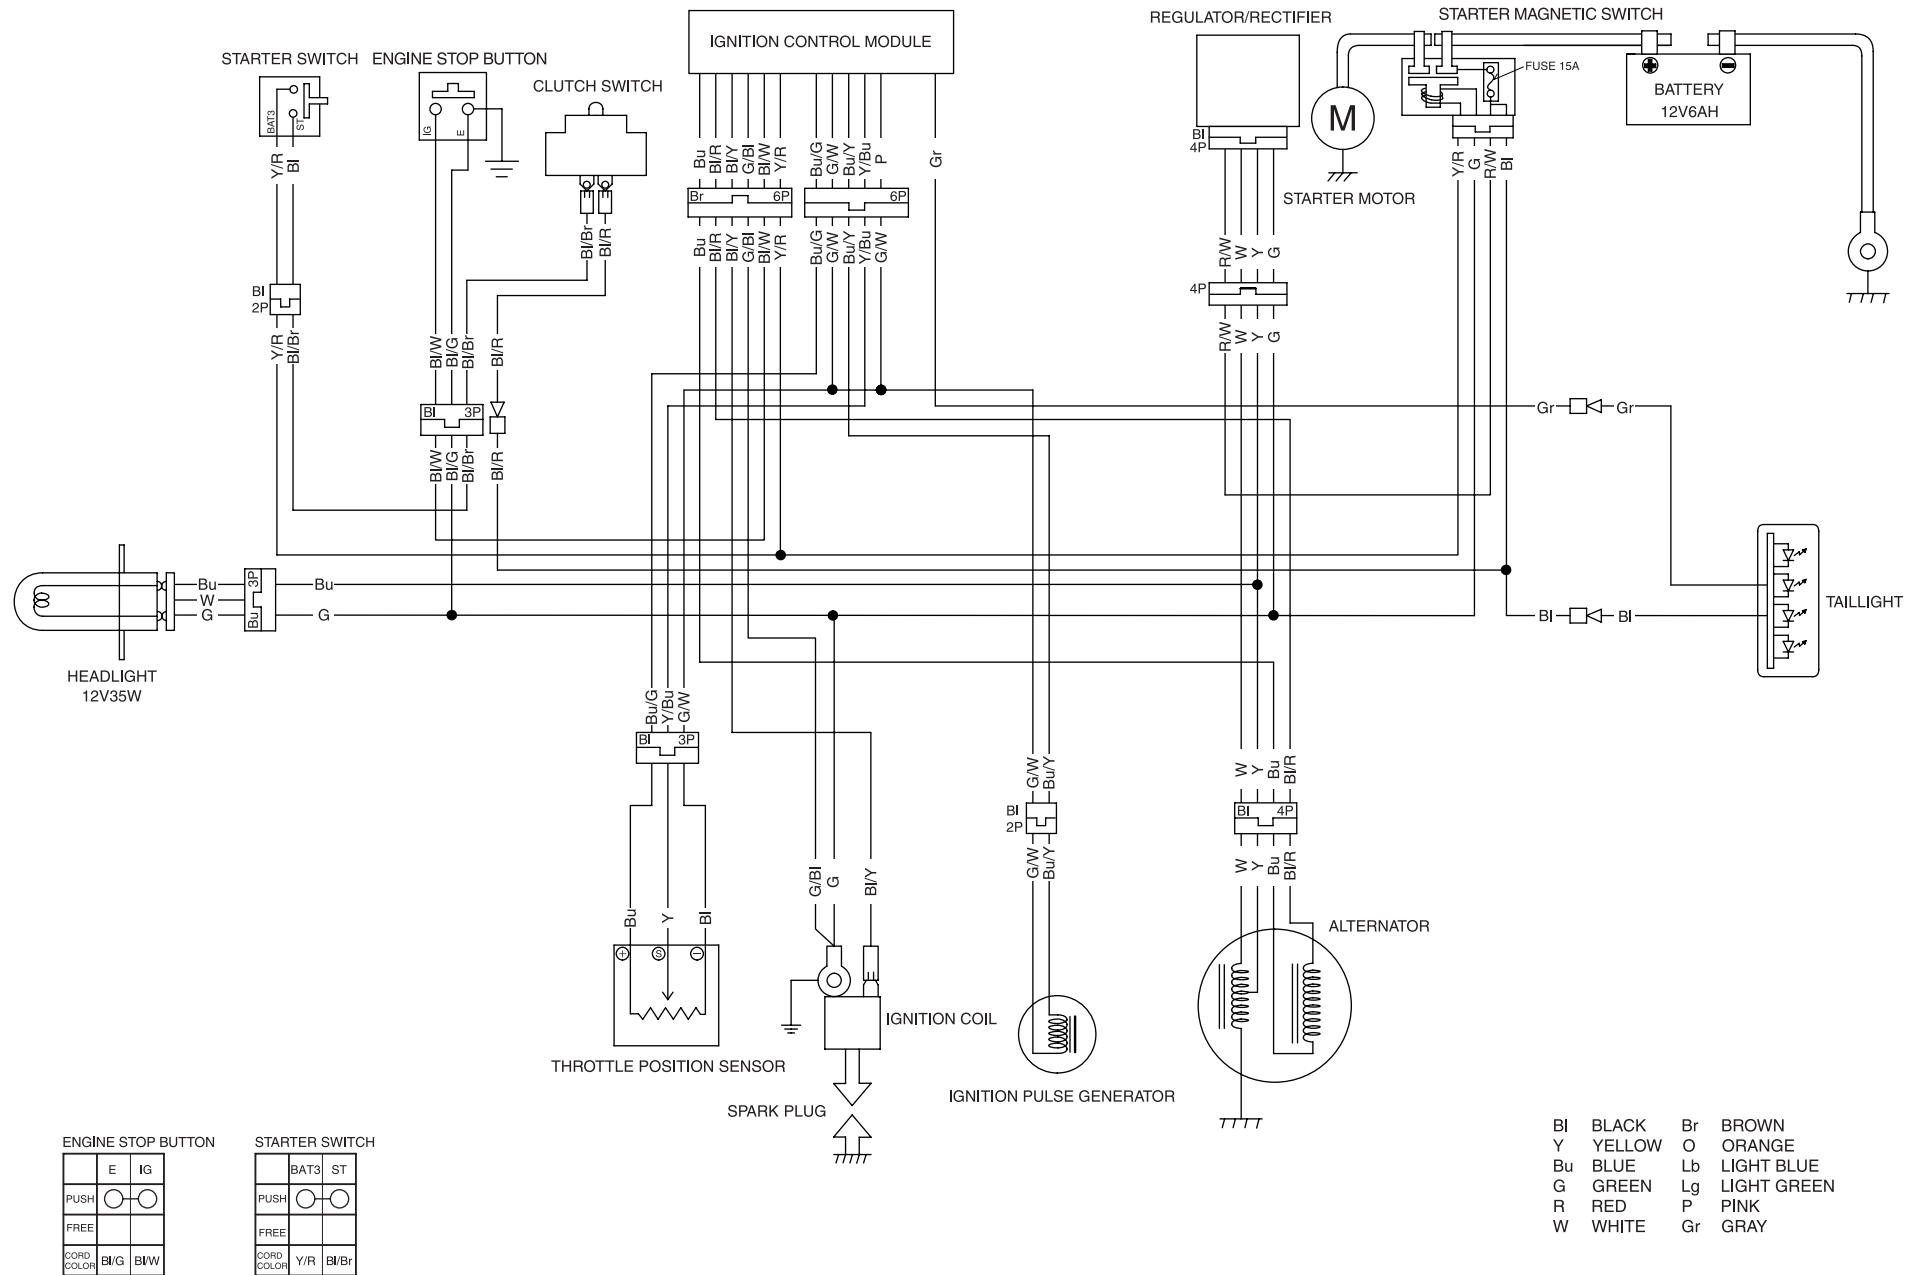 STARTER SWITCH
BAT3
ST
Y/R
Bl
Bl
2P
Y/R
Bl/Br
ENGINE STOP BUTTON
IG
E
CLUTCH SWITCH
Bl/Br
Bl/R
Bl/W
Bl/G
Bl/Br
Bl/R
Bl
3P
Bl/W
Bl/G
Bl/Br
Bl/R
IGNITION CONTROL MODULE
Bu
Bl/R
Bl/Y
G/Bl
Bl/W
Y/R
Bu/G
G/W
Bu/Y
Y/Bu
P
Gr
Br
6P
6P
Bu
Bl/R
Bl/Y
G/Bl
Bl/W
Y/R
Bu/G
G/W
Bu/Y
Y/Bu
G/W
REGULATOR/RECTIFIER
Bl
4P
R/W
W
Y
G
4P
R/W
W
Y
G
M
STARTER MOTOR
STARTER MAGNETIC SWITCH
FUSE 15A
Y/R
G
R/W
Bl
BATTERY
12V6AH
Gr
Gr
Bl
Bl
TAILLIGHT
Bu
W
G
3P
Bu
Bu
G
HEADLIGHT
12V35W
Bu/G
Y/Bu
G/W
Bl
3P
Bu
Y
Bl
S
THROTTLE POSITION SENSOR
G/Bl
G
Bl/Y
IGNITION COIL
SPARK PLUG
G/W
Bu/Y
Bl
2P
G/W
Bu/Y
IGNITION PULSE GENERATOR
W
Y
Bu
Bl/R
Bl
4P
W
Y
Bu
Bl/R
ALTERNATOR
ENGINE STOP BUTTON
E IG
PUSH
FREE
CORD
COLOR Bl/G Bl/W
STARTER SWITCH
BAT3 ST
PUSH
FREE
CORD
COLOR Y/R Bl/Br
Bl BLACK Br BROWN
Y YELLOW O ORANGE
Bu BLUE Lb LIGHT BLUE
G GREEN Lg LIGHT GREEN
R RED P PINK
W WHITE Gr GRAY